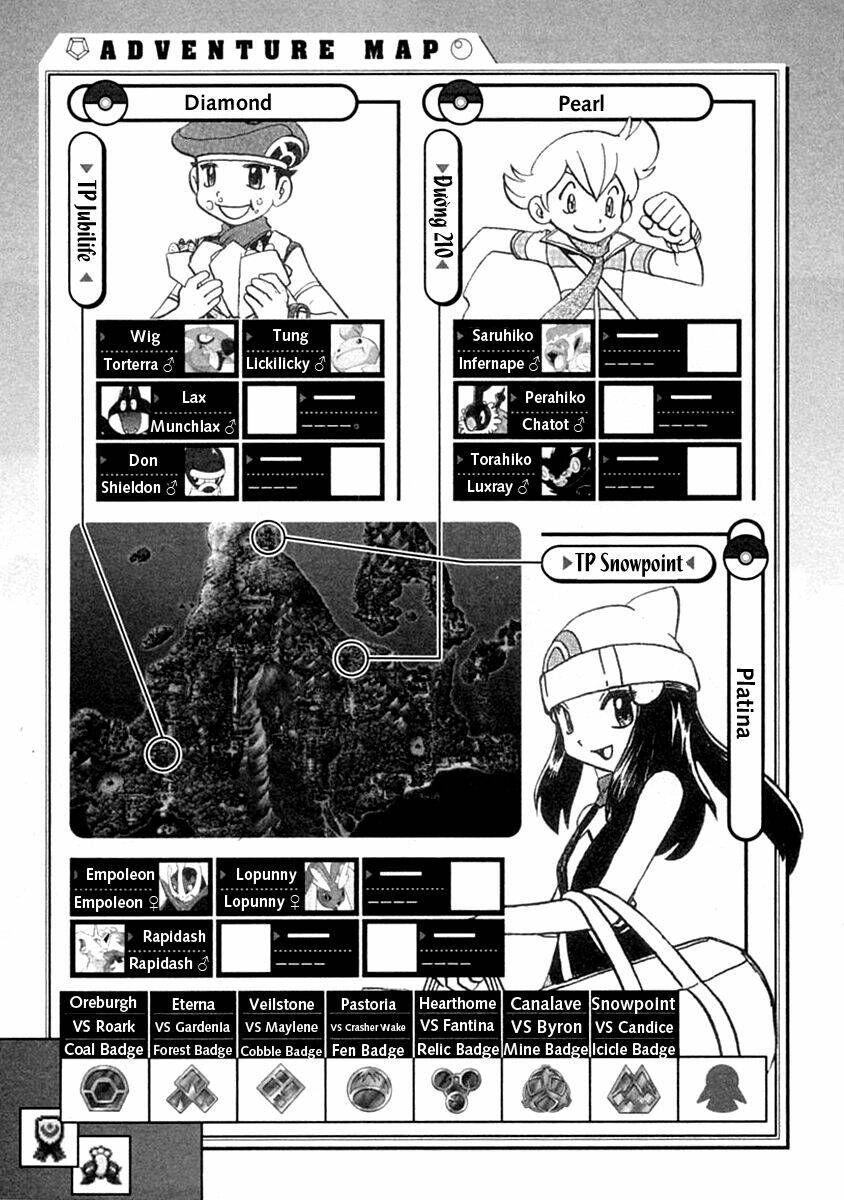 ADVENTURE MAP
Diamond
TP Jubilife
Wig
Torterra ♂
Tung
Lickilicky ♂
Lax
Munchlax ♂
Don
Shieldon ♂
Pearl
Đường 210
Saruhiko
Infernape ♂
Perahiko
Chatot ♂
Torahiko
Luxray ♂
TP Snowpoint
Platina
Empoleon
Empoleon ♀
Lopunny
Lopunny ♀
Rapidash
Rapidash ♂
Oreburgh
VS Roark
Coal Badge
Eterna
VS Gardenia
Forest Badge
Veilstone
VS Maylene
Cobble Badge
Pastoria
VS Crasher Wake
Fen Badge
Hearthome
VS Fantina
Relic Badge
Canalave
VS Byron
Mine Badge
Snowpoint
VS Candice
Icicle Badge